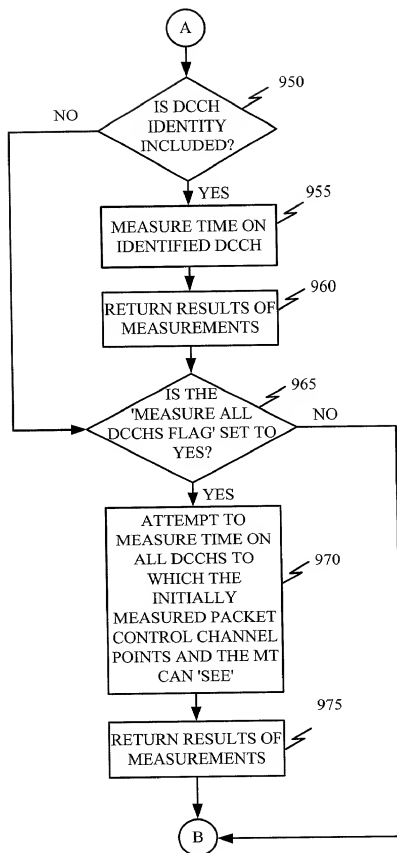 A
950
IS DCCH
IDENTITY
INCLUDED?
NO
YES
955
MEASURE TIME ON
IDENTIFIED DCCH
960
RETURN RESULTS OF
MEASUREMENTS
965
IS THE
'MEASURE ALL
DCCHS FLAG' SET TO
YES?
NO
YES
970
ATTEMPT TO
MEASURE TIME ON
ALL DCCHS TO
WHICH THE
INITIALLY
MEASURED PACKET
CONTROL CHANNEL
POINTS AND THE MT
CAN 'SEE'
975
RETURN RESULTS OF
MEASUREMENTS
B